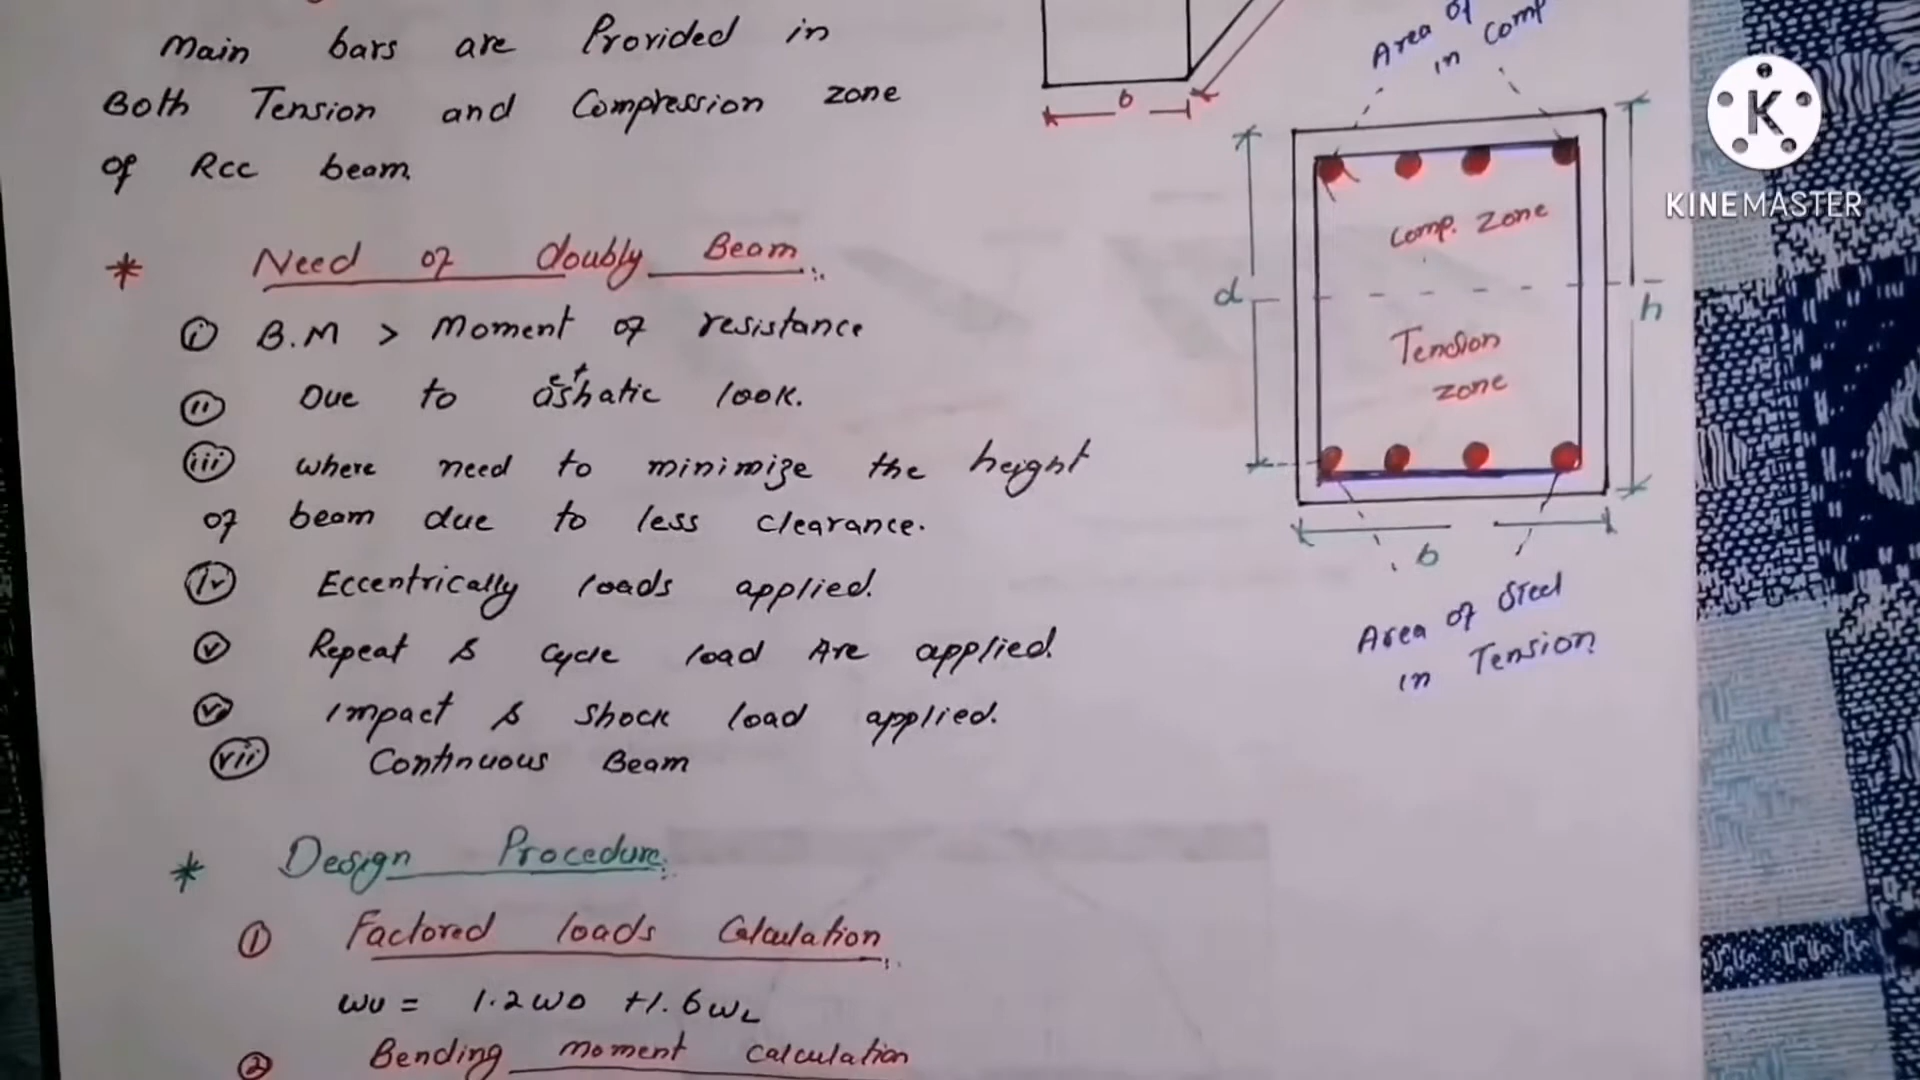 Main bars are Provided in
Both Tension and Compression zone
of Rcc beam.
* Need of doubly Beam
(i) B.M > Moment of resistance
(ii) Due to ashatic look.
et
(iii) where need to minimize the height
of beam due to less clearance.
(iv) Eccentrically loads applied.
(v) Repeat & cycle load Are applied.
(v) Impact & shock load applied.
(vii) Continuous Beam
* Design Procedure
① Factored loads Calculation
WU = 1.2WD +1.6WL
② Bending moment calculation
b
Area of
in comp
Comp. zone
Tension
zone
d
h
b
Area of Steel
in Tension
K
KINEMASTER